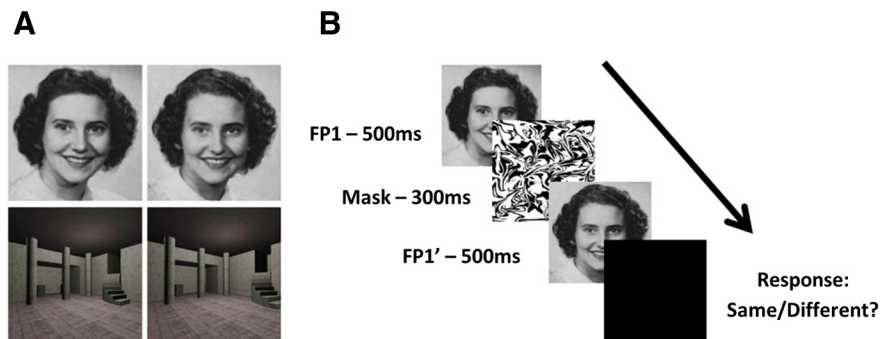 A
B
FP1 – 500ms
Mask – 300ms
FP1’ – 500ms
Response:
Same/Different?